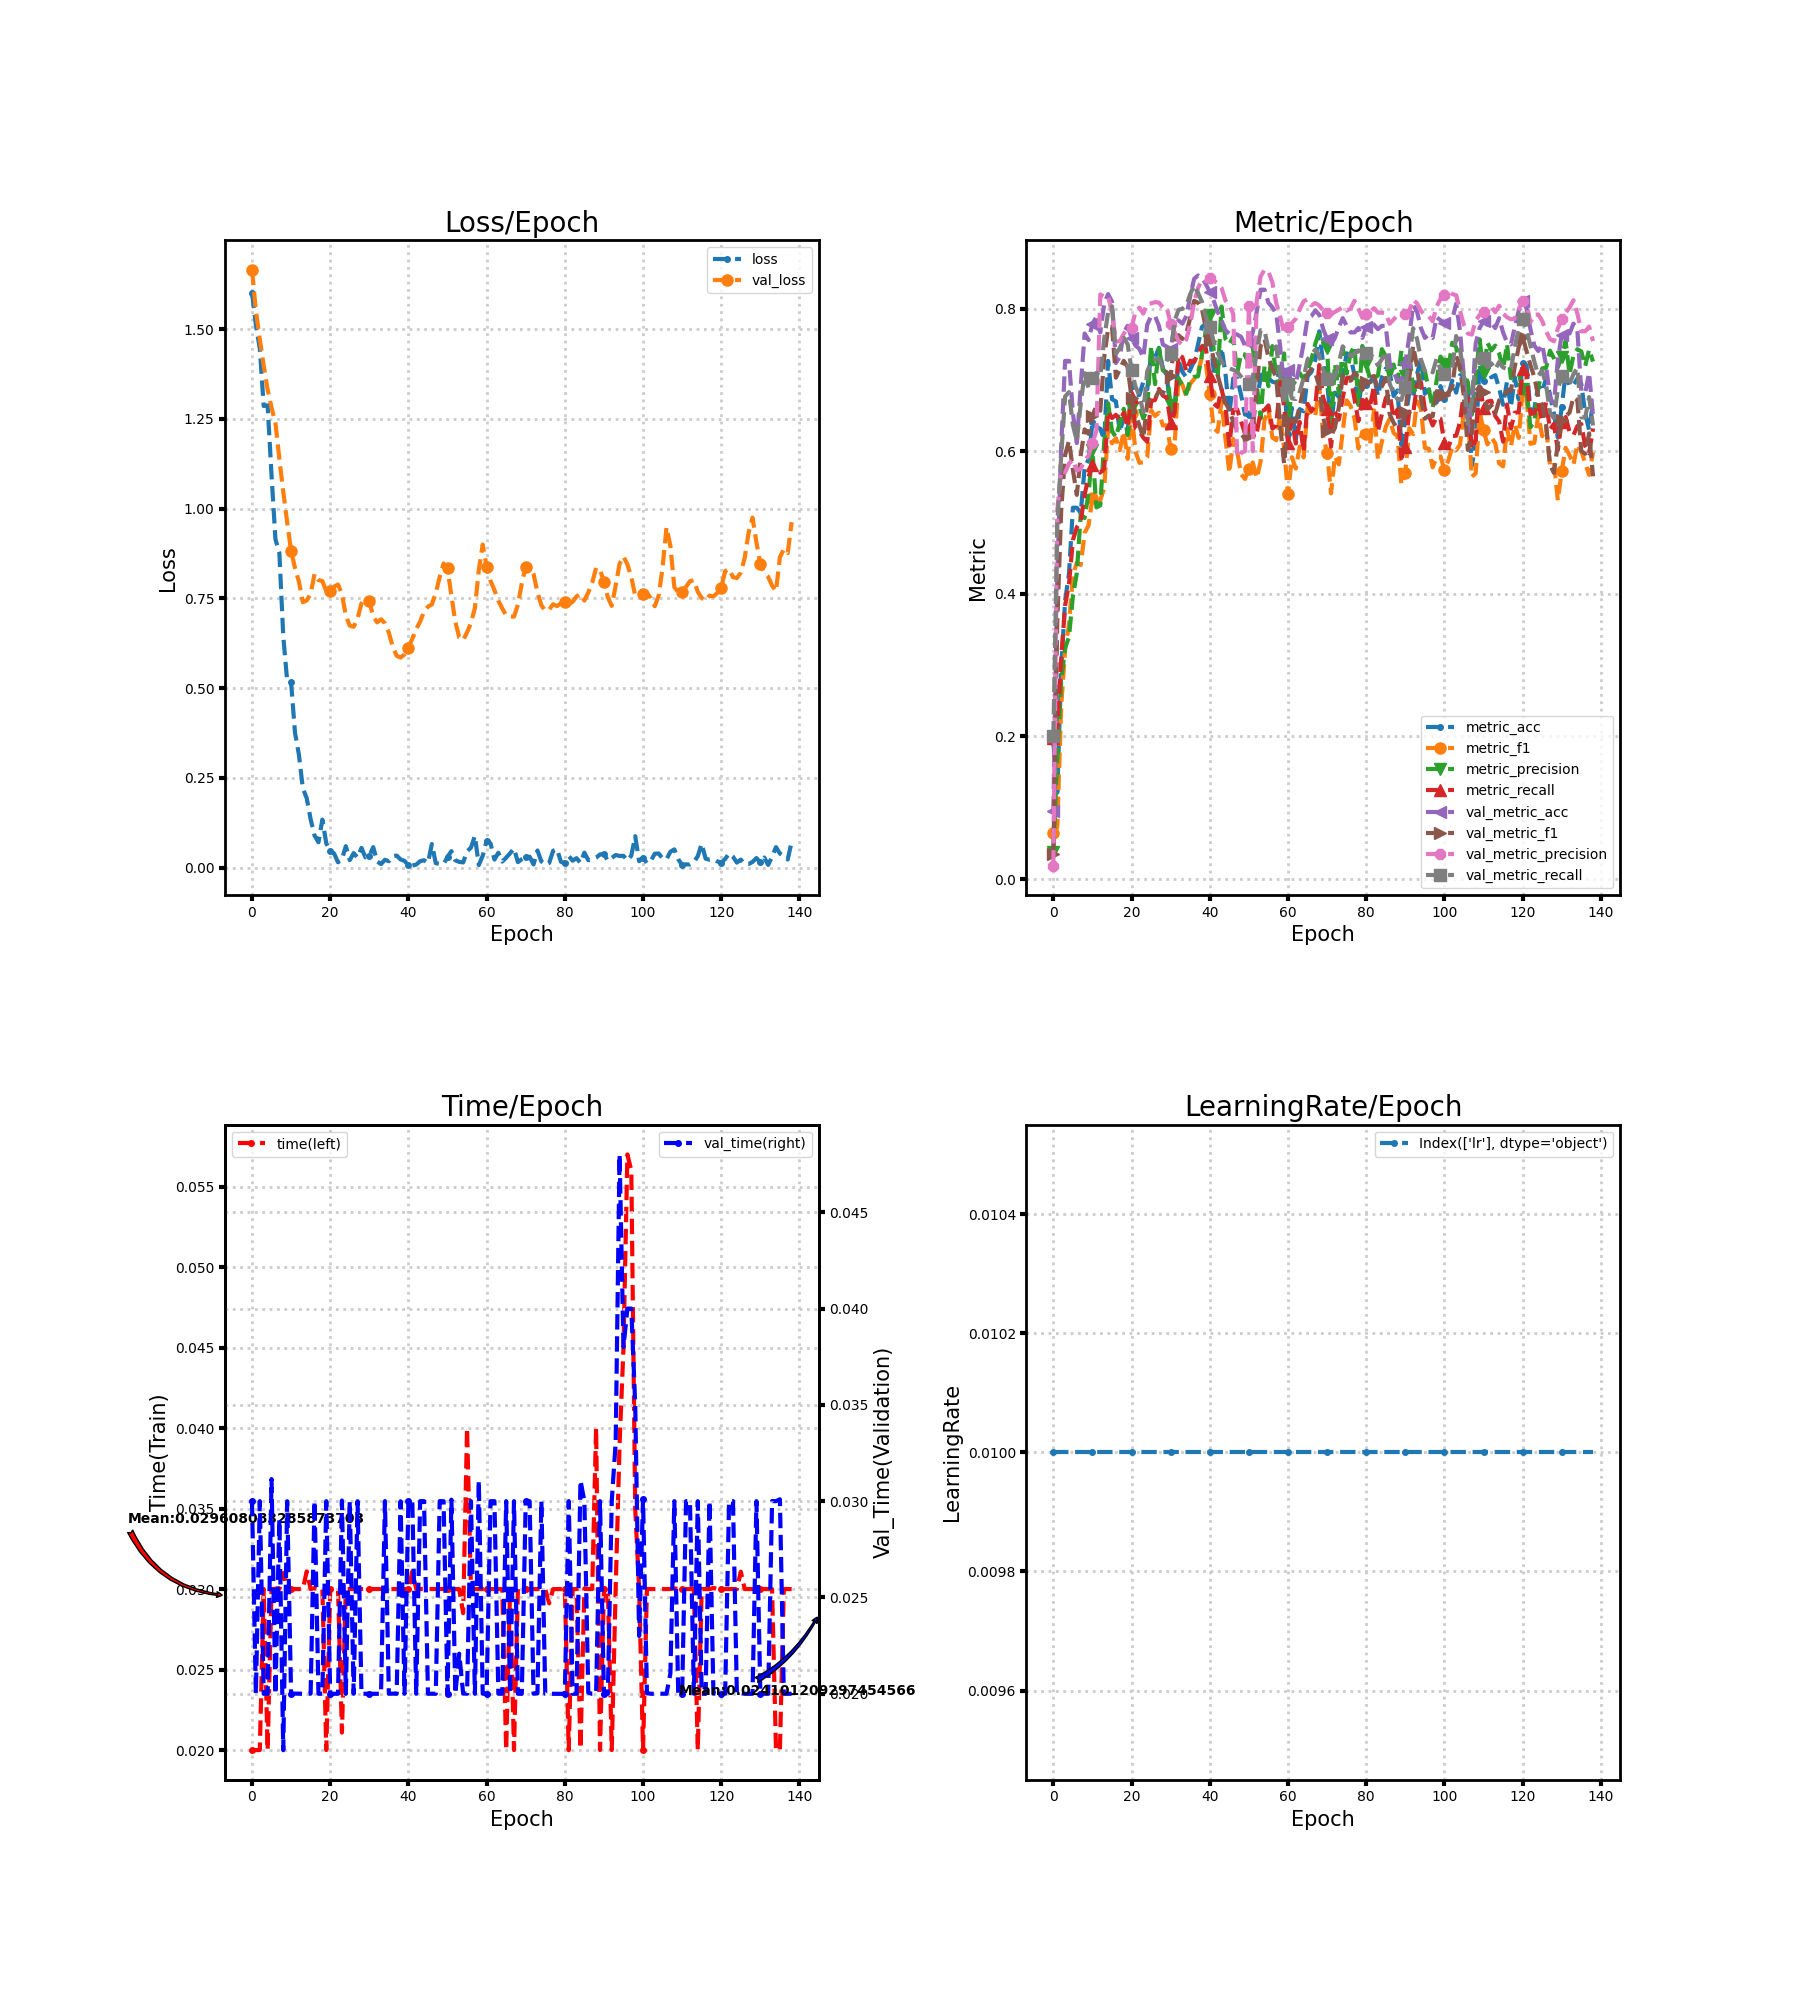 Loss/Epoch
loss
val_loss
1.50
1.25
1.00
0.75
0.50
0.25
0.00
Loss
0 20 40 60 80 100 120 140
Epoch
Metric/Epoch
0.8
0.6
0.4
0.2
0.0
Metric
metric_acc
metric_f1
metric_precision
metric_recall
val_metric_acc
val_metric_f1
val_metric_precision
val_metric_recall
0 20 40 60 80 100 120 140
Epoch
Time/Epoch
time(left)
val_time(right)
0.055
0.050
0.045
0.040
0.035
0.030
0.025
0.020
Time(Train)
0.045
0.040
0.035
0.030
0.025
0.020
Val_Time(Validation)
0 20 40 60 80 100 120 140
Epoch
LearningRate/Epoch
Index(['lr'], dtype='object')
0.0104
0.0102
0.0100
0.0098
0.0096
LearningRate
0 20 40 60 80 100 120 140
Epoch